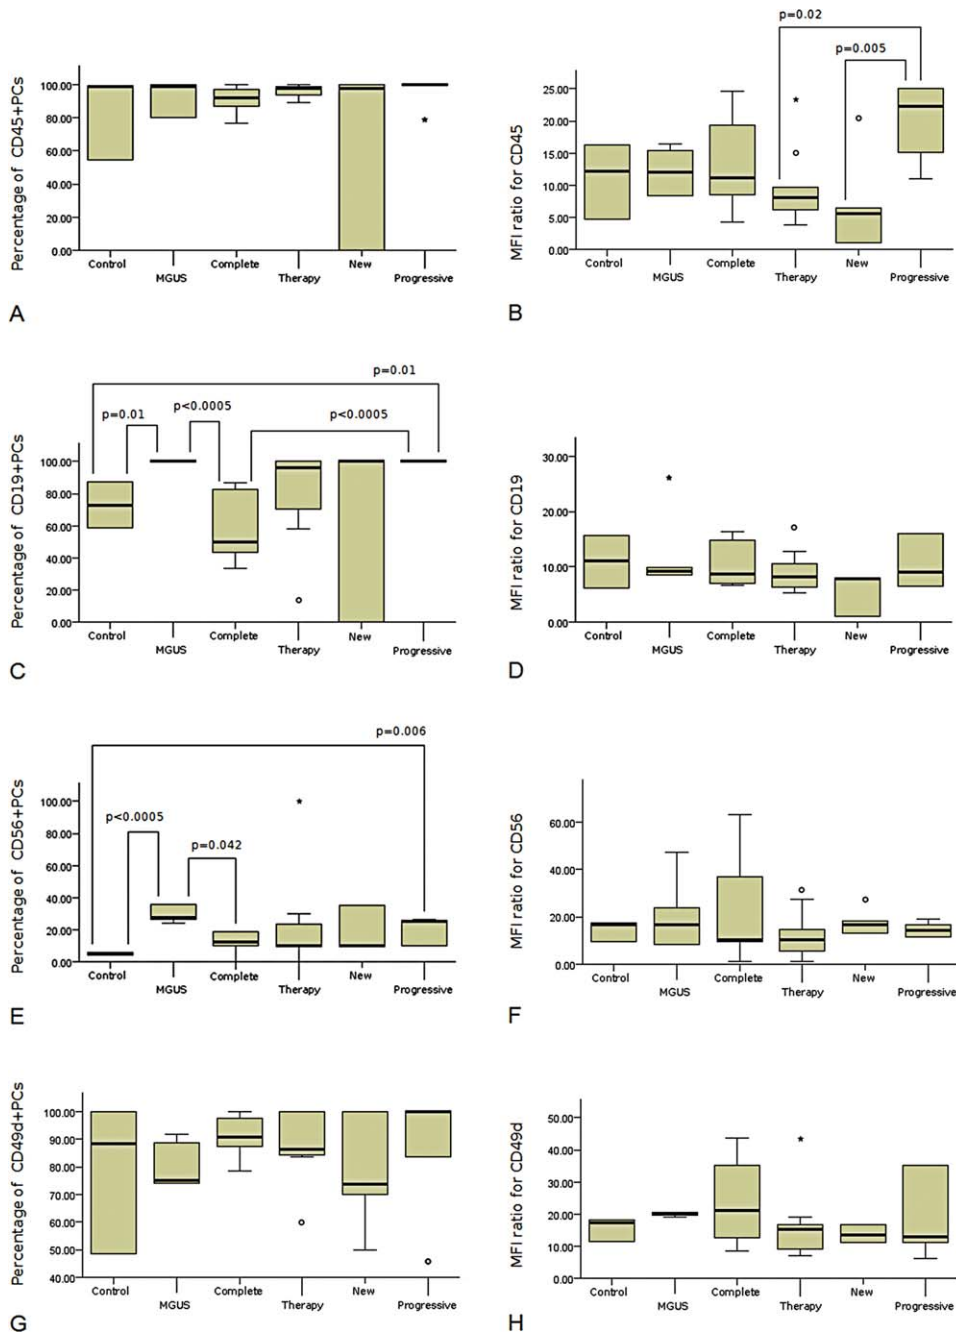 Percentage of CD45+PCs
100.00
80.00
60.00
40.00
20.00
0.00
*
Control
MGUS
Complete
Therapy
New
Progressive
A
p=0.02
p=0.005
MFI ratio for CD45
25.00
20.00
15.00
10.00
5.00
0.00
*
Control
MGUS
Complete
Therapy
New
Progressive
B
p=0.01
p=0.01
p<0.0005
p<0.0005
Percentage of CD19+PCs
100.00
80.00
60.00
40.00
20.00
0.00
Control
MGUS
Complete
Therapy
New
Progressive
C
MFI ratio for CD19
30.00
20.00
10.00
0.00
*
Control
MGUS
Complete
Therapy
New
Progressive
D
p=0.006
p<0.0005
p=0.042
Percentage of CD56+PCs
100.00
80.00
60.00
40.00
20.00
0.00
*
Control
MGUS
Complete
Therapy
New
Progressive
E
MFI ratio for CD56
60.00
40.00
20.00
0.00
Control
MGUS
Complete
Therapy
New
Progressive
F
Percentage of CD49d+PCs
100.00
90.00
80.00
70.00
60.00
50.00
40.00
Control
MGUS
Complete
Therapy
New
Progressive
G
MFI ratio for CD49d
50.00
40.00
30.00
20.00
10.00
0.00
*
Control
MGUS
Complete
Therapy
New
Progressive
H